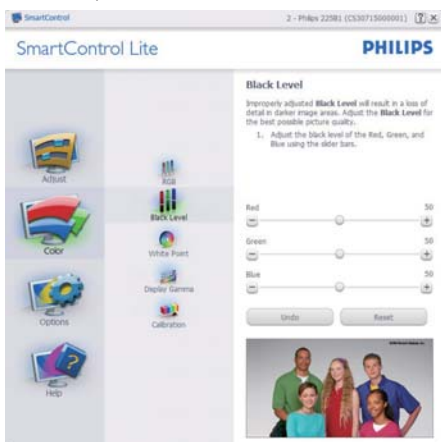 SmartControl
2 - Philips 225B1 (CS30715000001)
SmartControl Lite
PHILIPS
Adjust
Color
Options
Help
RGB
Black Level
White Point
Display Gamma
Calibration
Black Level
Improperly adjusted Black Level will result in a loss of
detail in darker image areas. Adjust the Black Level for
the best possible picture quality.
1. Adjust the black level of the Red, Green, and
Blue using the slider bars.
Red 50
Green 50
Blue 50
Undo Reset